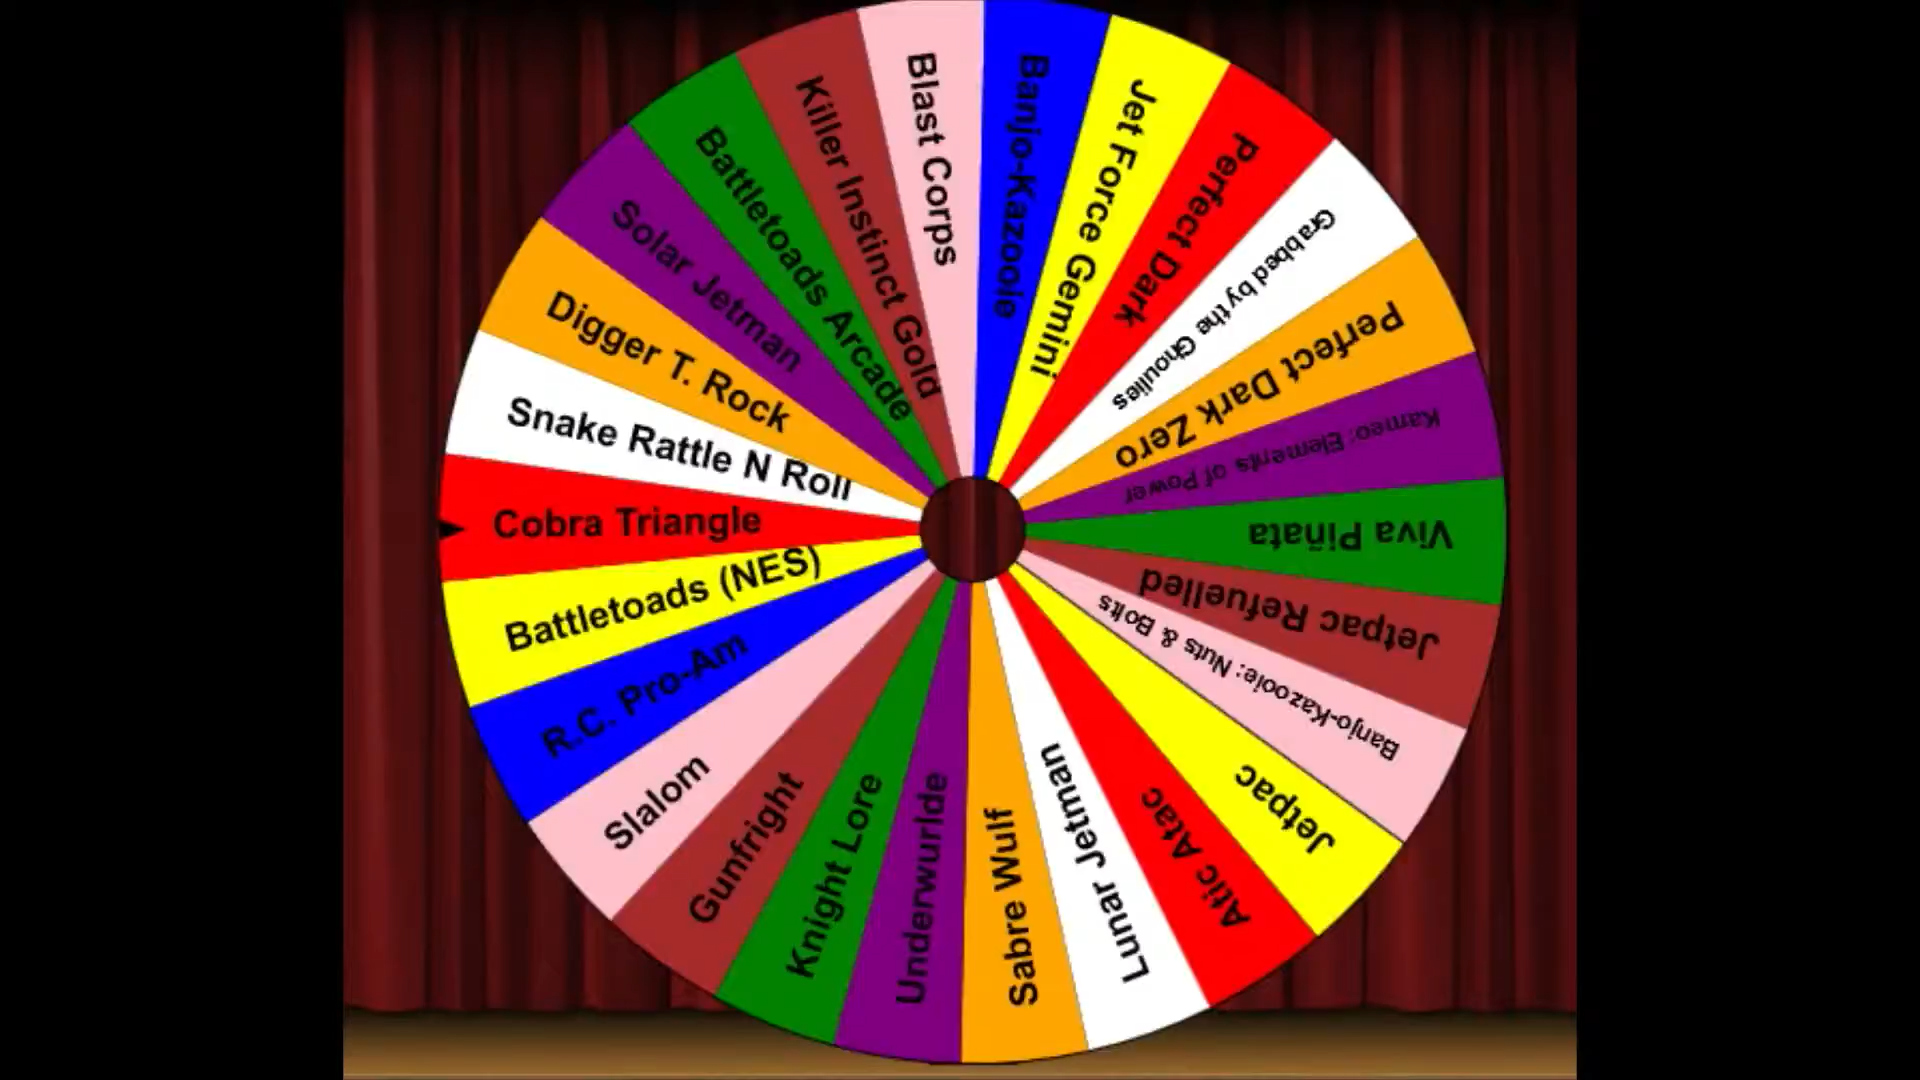 Blast Corps
Banjo-Kazooie
Jet Force Gemini
Perfect Dark
Grabbed by the Ghoulies
Perfect Dark Zero
Kameo: Elements of Power
Viva Piñata
Jetpac Refuelled
Banjo-Kazooie: Nuts & Bolts
Jetpac
Atic Atac
Lunar Jetman
Sabre Wulf
Underwurlde
Knight Lore
Gunfright
Slalom
R.C. Pro-Am
Battletoads (NES)
Cobra Triangle
Snake Rattle N Roll
Digger T. Rock
Solar Jetman
Battletoads Arcade
Killer Instinct Gold